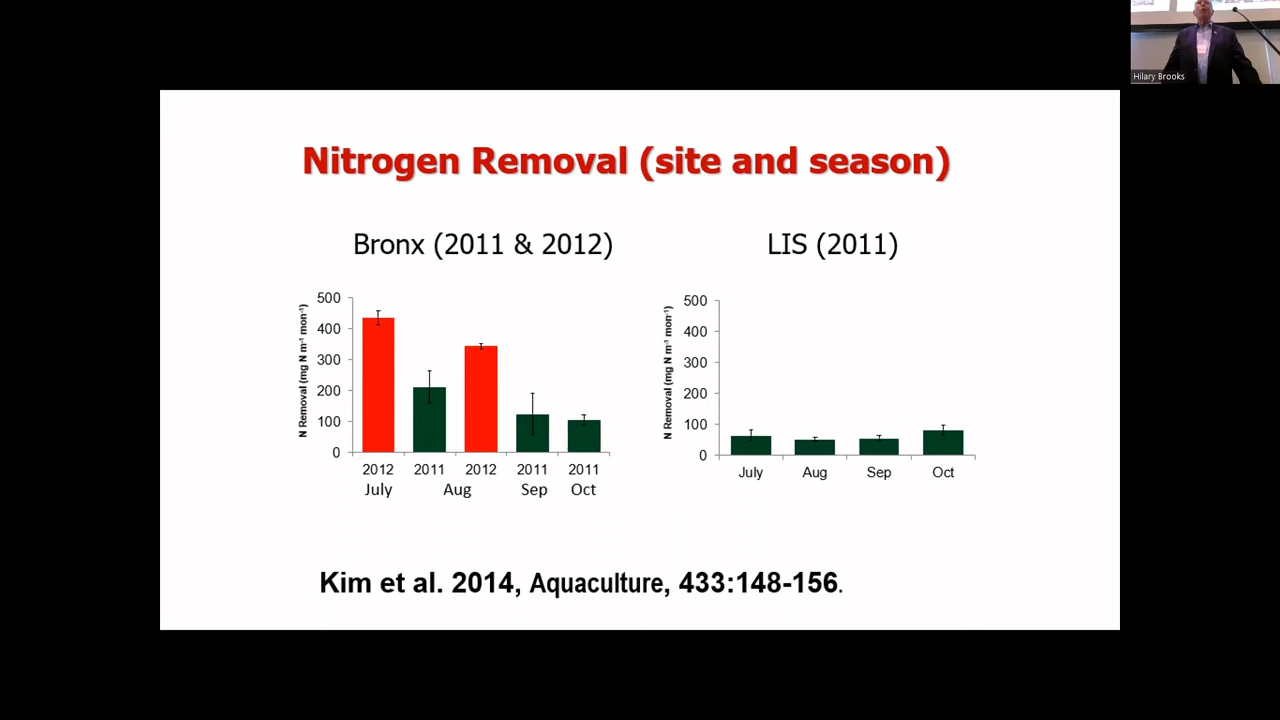 Hilary Brooks
Nitrogen Removal (site and season)
Bronx (2011 & 2012)
LIS (2011)
N Removal (mg N m⁻¹ mon⁻¹)
500
400
300
200
100
0
2012 2011 2012 2011 2011
July Aug Sep Oct
N Removal (mg N m⁻¹ mon⁻¹)
500
400
300
200
100
0
July Aug Sep Oct
Kim et al. 2014, Aquaculture, 433:148-156.